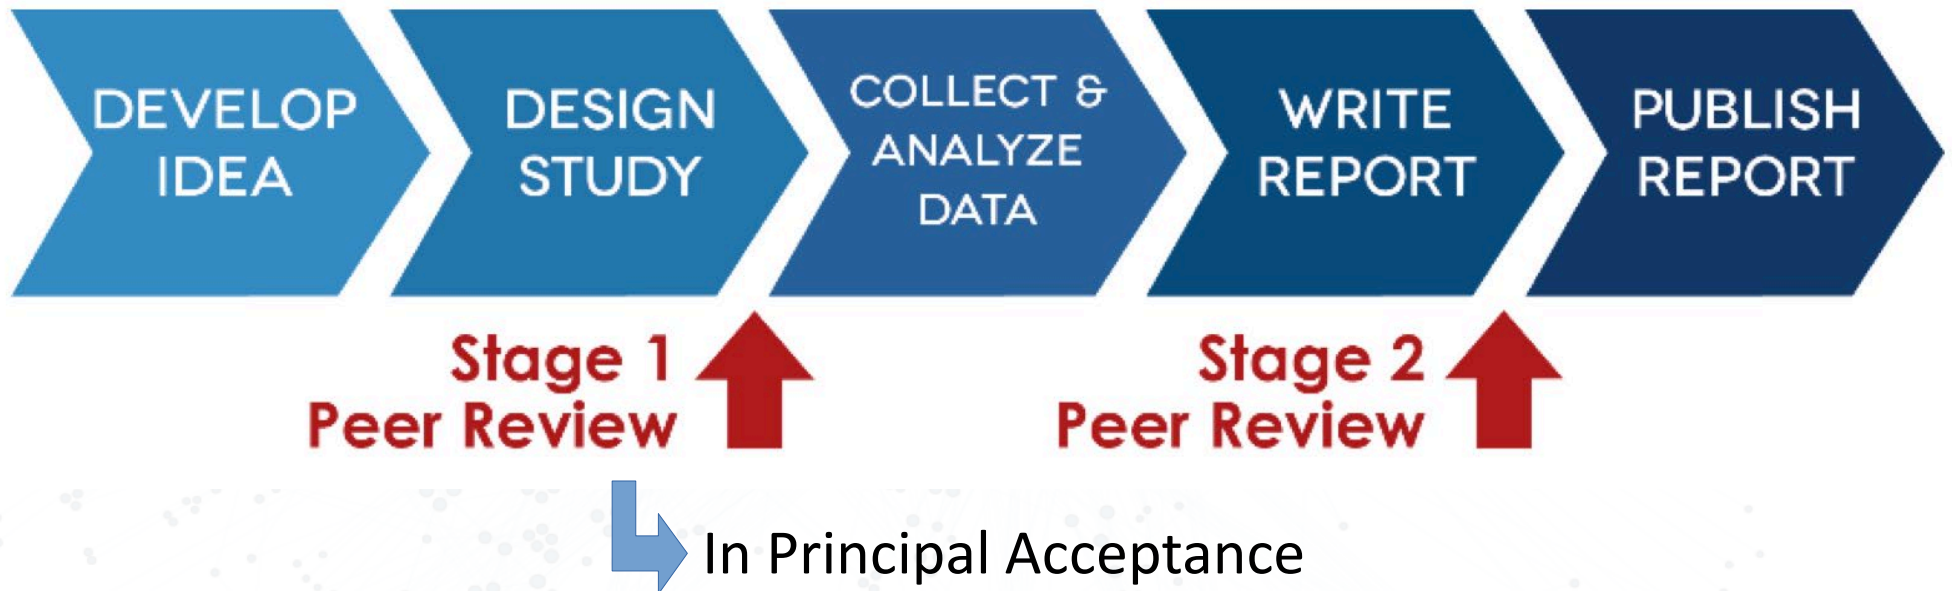 DEVELOP
IDEA
DESIGN
STUDY
COLLECT &
ANALYZE
DATA
WRITE
REPORT
PUBLISH
REPORT
Stage 1
Peer Review
Stage 2
Peer Review
In Principal Acceptance